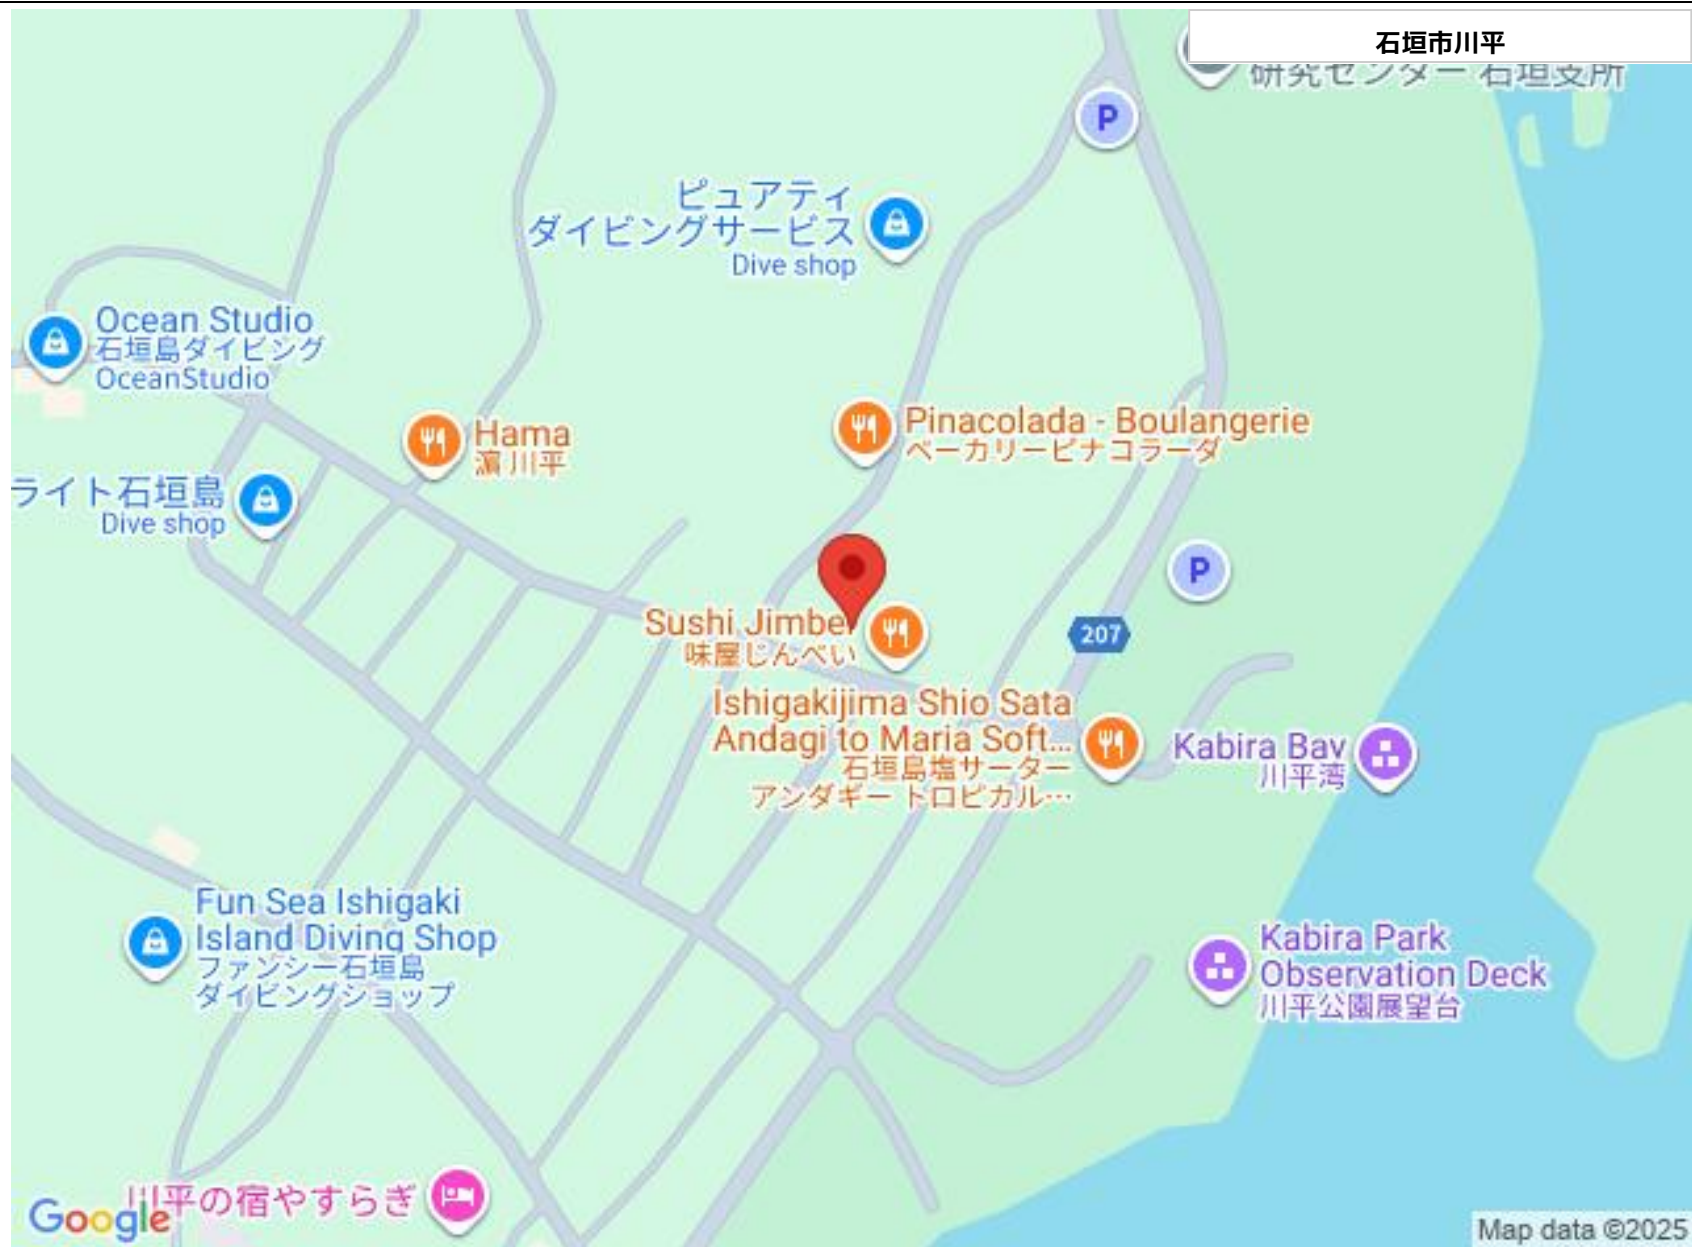 石垣市川平
研究センター 石垣支所
P
ピュアティ
ダイビングサービス
Dive shop
Ocean Studio
石垣島ダイビング
OceanStudio
Hama
濵川平
Pinacolada - Boulangerie
ベーカリーピナコラーダ
ライト石垣島
Dive shop
P
Sushi Jimbei
味屋じんべい
207
Ishigakijima Shio Sata
Andagi to Maria Soft...
石垣島塩サーター
アンダギー トロピカル…
Kabira Bay
川平湾
Fun Sea Ishigaki
Island Diving Shop
ファンシー石垣島
ダイビングショップ
Kabira Park
Observation Deck
川平公園展望台
川平の宿やすらぎ
Google
Map data ©2025